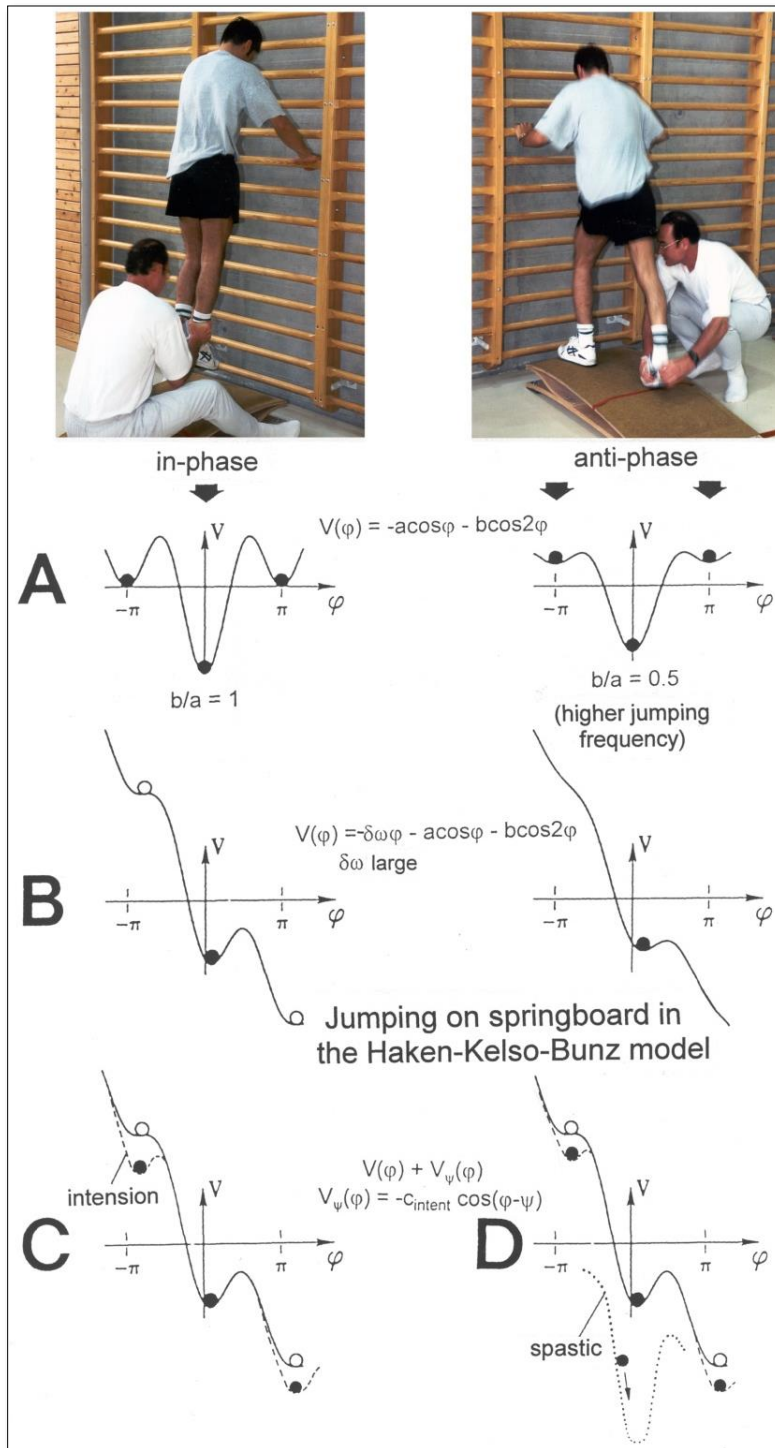 in-phase
anti-phase
A
V
V(φ) = -acosφ - bcos2φ
V
-π
π
φ
-π
π
φ
b/a = 1
b/a = 0.5
(higher jumping
frequency)
B
V
V(φ) =-δωφ - acosφ - bcos2φ
δω large
V
-π
π
φ
-π
π
φ
Jumping on springboard in
the Haken-Kelso-Bunz model
C
intension
V
V(φ) + Vψ(φ)
Vψ(φ) = -cintent cos(φ-ψ)
D
V
-π
π
φ
-π
π
φ
spastic